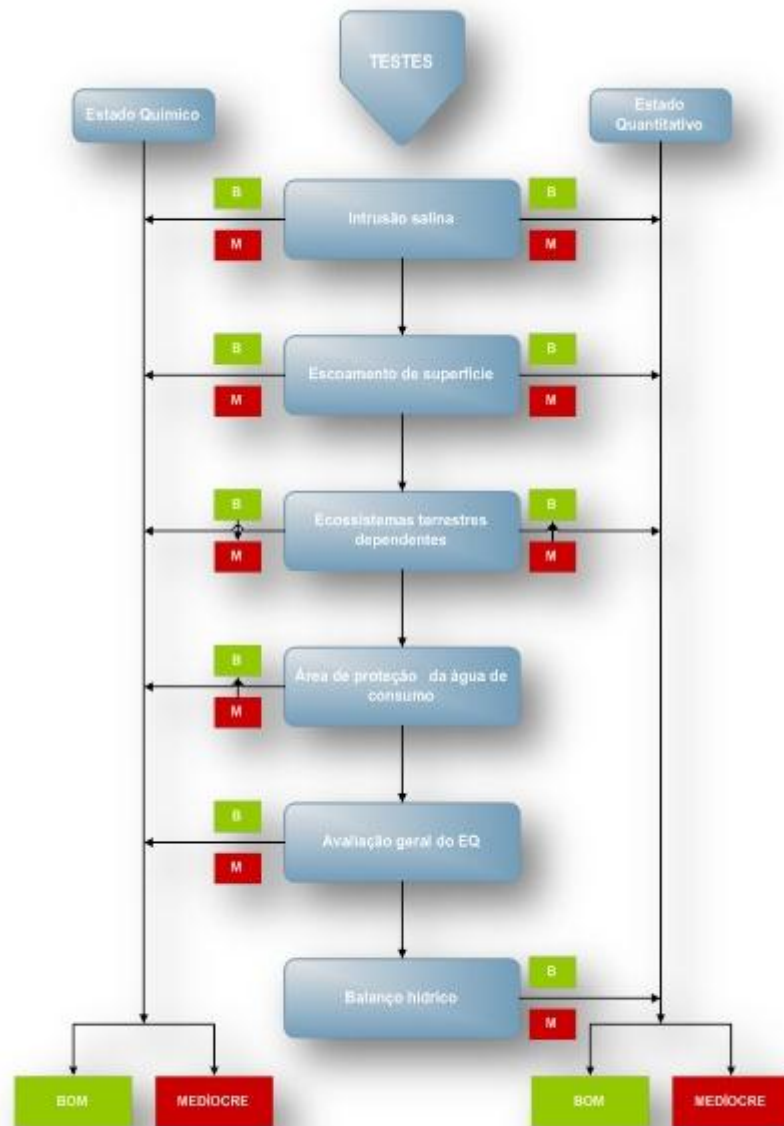 TESTES
Estado Químico
Estado
Quantitativo
B
B
Intrusão salina
M
M
B
B
Escoamento de superfície
M
M
B
B
Ecossistemas terrestres
dependentes
M
M
B
Área de proteção da água de
consumo
M
B
Avaliação geral do EQ
M
B
Balanço hídrico
M
BOM
MEDÍOCRE
BOM
MEDÍOCRE